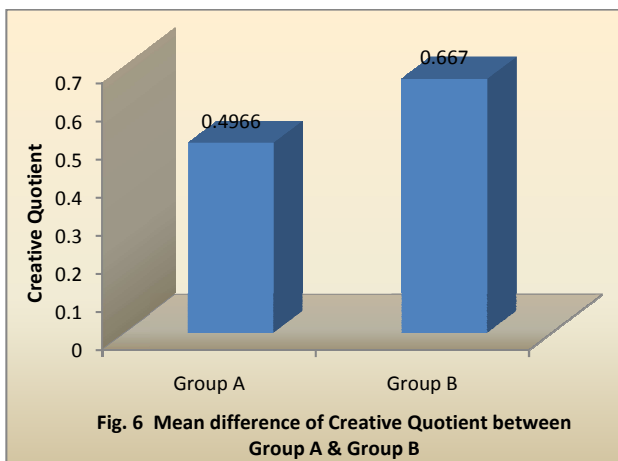 0.7
0.6
0.5
0.4
0.3
0.2
0.1
0
Creative Quotient
0.4966
0.667
Group A
Group B
Fig. 6 Mean difference of Creative Quotient between
Group A & Group B